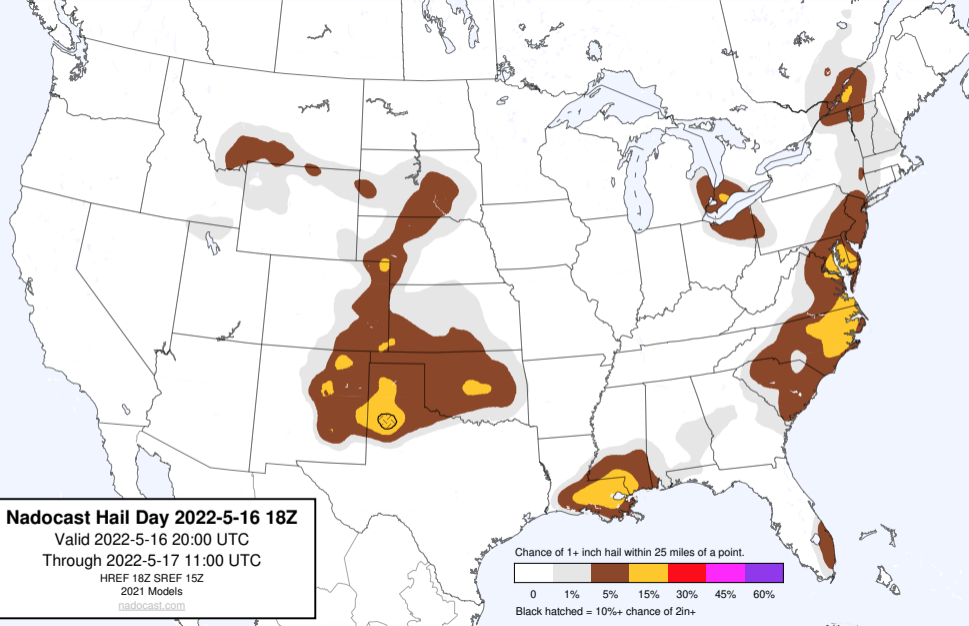 Nadocast Hail Day 2022-5-16 18Z
Valid 2022-5-16 20:00 UTC
Through 2022-5-17 11:00 UTC
HREF 18Z SREF 15Z
2021 Models
nadocast.com
Chance of 1+ inch hail within 25 miles of a point.
0 1% 5% 15% 30% 45% 60%
Black hatched = 10%+ chance of 2in+